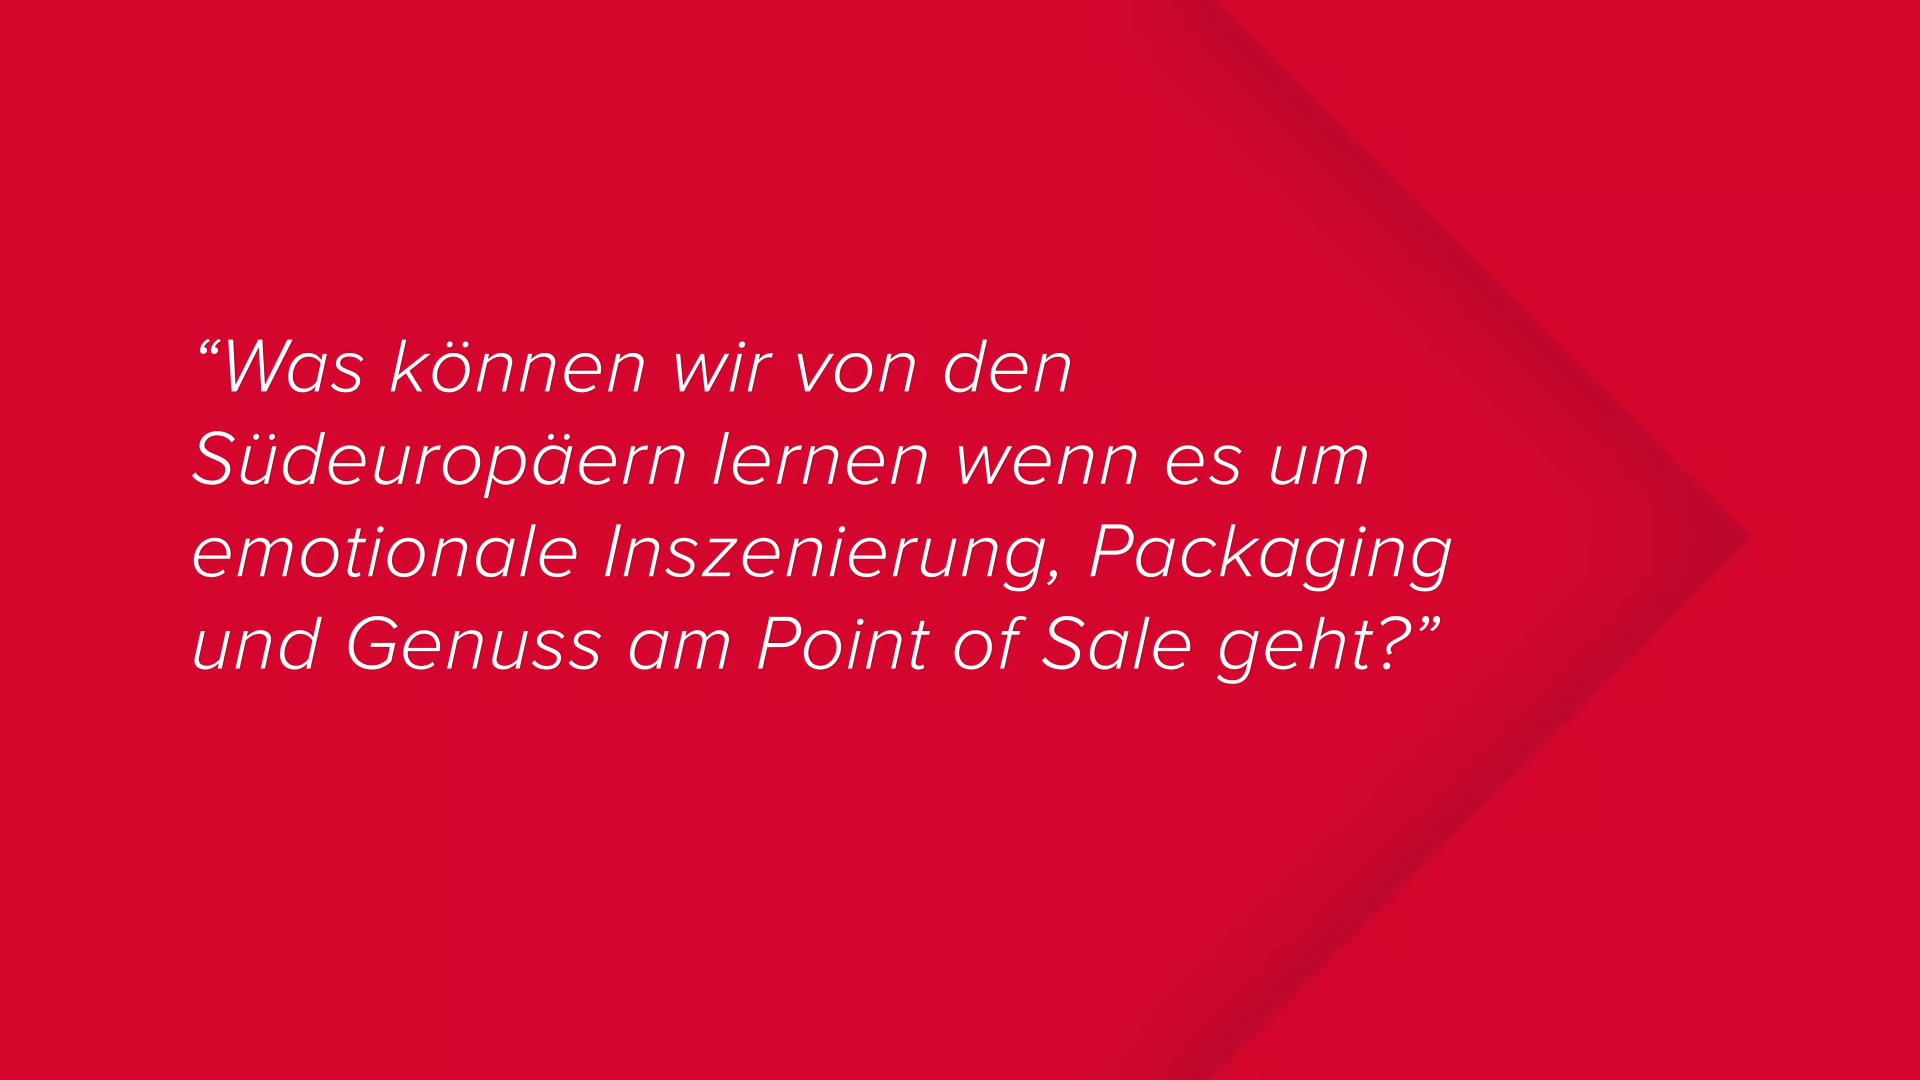 “Was können wir von den
Südeuropäern lernen wenn es um
emotionale Inszenierung, Packaging
und Genuss am Point of Sale geht?”